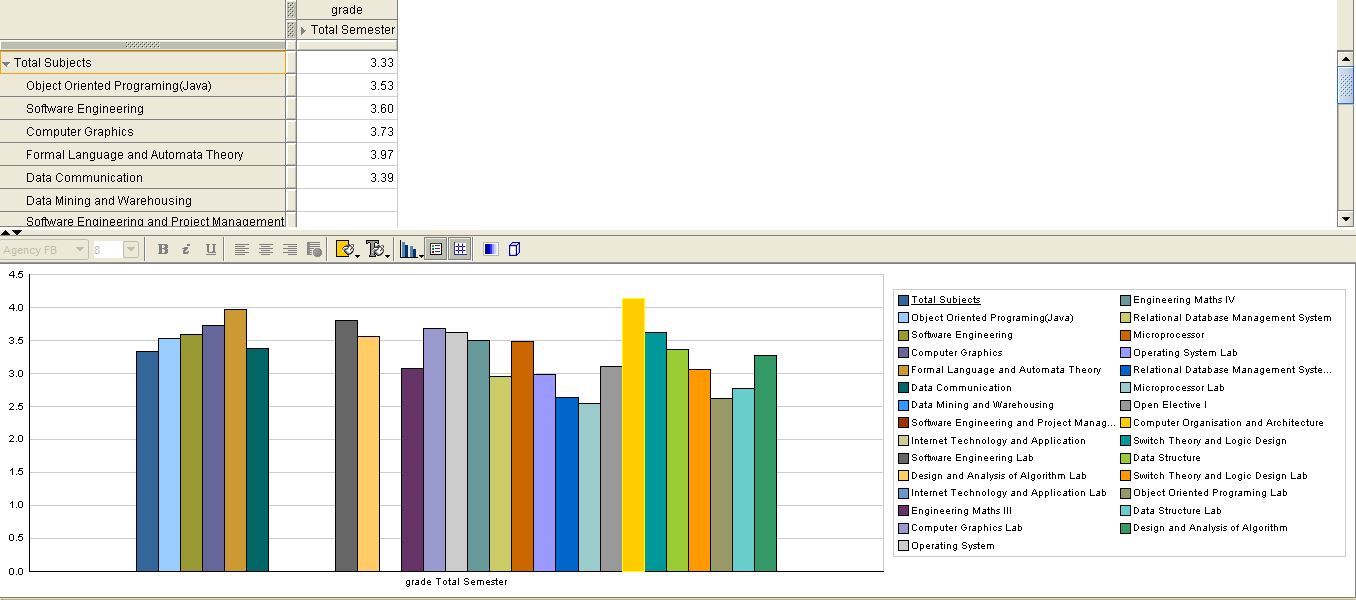 grade
Total Semester
Total Subjects 3.33
Object Oriented Programing(Java) 3.53
Software Engineering 3.60
Computer Graphics 3.73
Formal Language and Automata Theory 3.97
Data Communication 3.39
Data Mining and Warehousing
Software Engineering and Project Management
Agency FB 8 B i U
4.5
4.0
3.5
3.0
2.5
2.0
1.5
1.0
0.5
0.0
grade Total Semester
Total Subjects
Object Oriented Programing(Java)
Software Engineering
Computer Graphics
Formal Language and Automata Theory
Data Communication
Data Mining and Warehousing
Software Engineering and Project Manag...
Internet Technology and Application
Software Engineering Lab
Design and Analysis of Algorithm Lab
Internet Technology and Application Lab
Engineering Maths III
Computer Graphics Lab
Operating System
Engineering Maths IV
Relational Database Management System
Microprocessor
Operating System Lab
Relational Database Management Syste...
Microprocessor Lab
Open Elective I
Computer Organisation and Architecture
Switch Theory and Logic Design
Data Structure
Switch Theory and Logic Design Lab
Object Oriented Programing Lab
Data Structure Lab
Design and Analysis of Algorithm